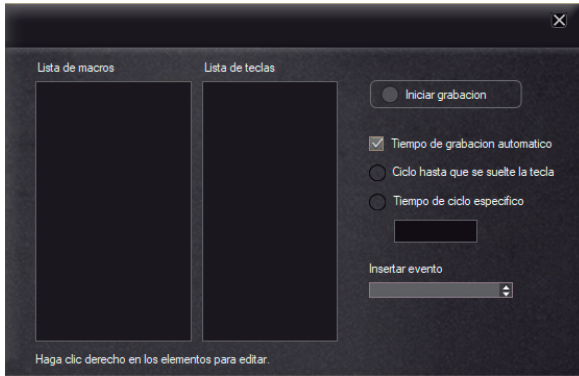 Lista de macros
Lista de teclas
Iniciar grabacion
Tiempo de grabacion automatico
Ciclo hasta que se suelte la tecla
Tiempo de ciclo especifico
Insertar evento
Haga clic derecho en los elementos para editar.